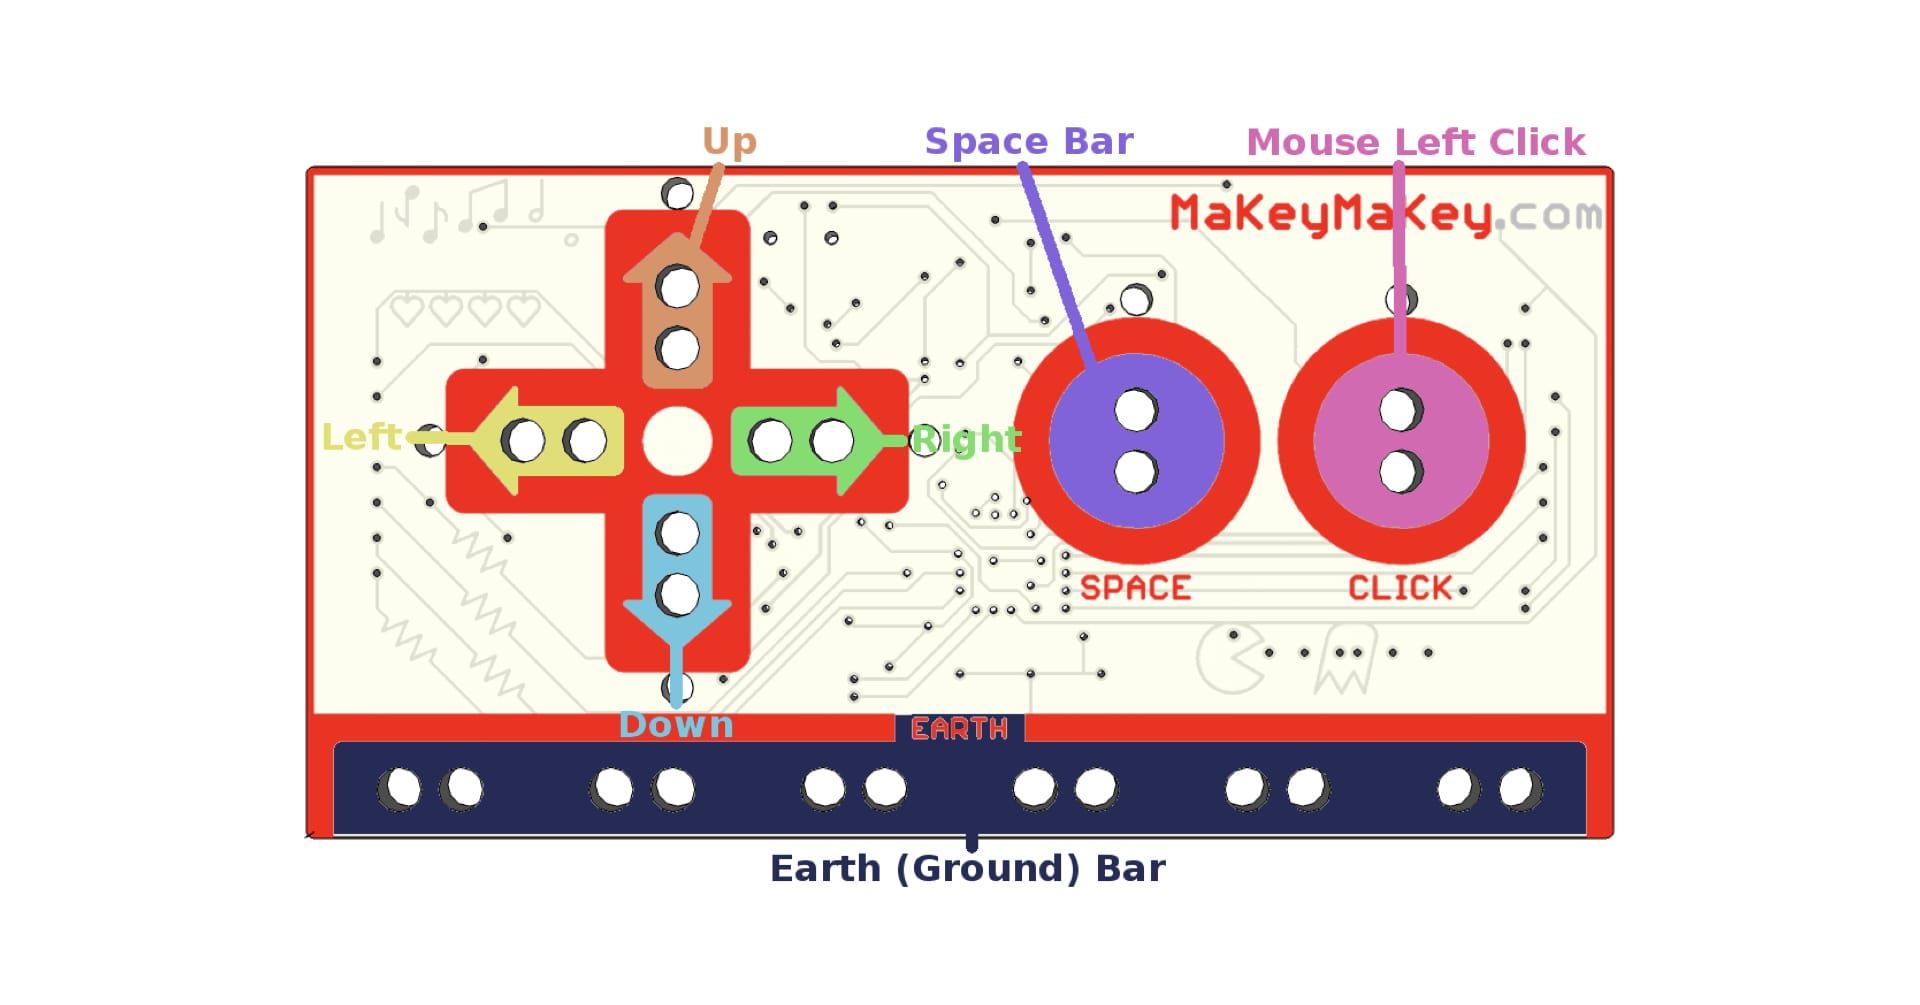 Up
Space Bar
Mouse Left Click
MaKeyMaKey.com
Left
Right
SPACE
CLICK
Down
EARTH
Earth (Ground) Bar